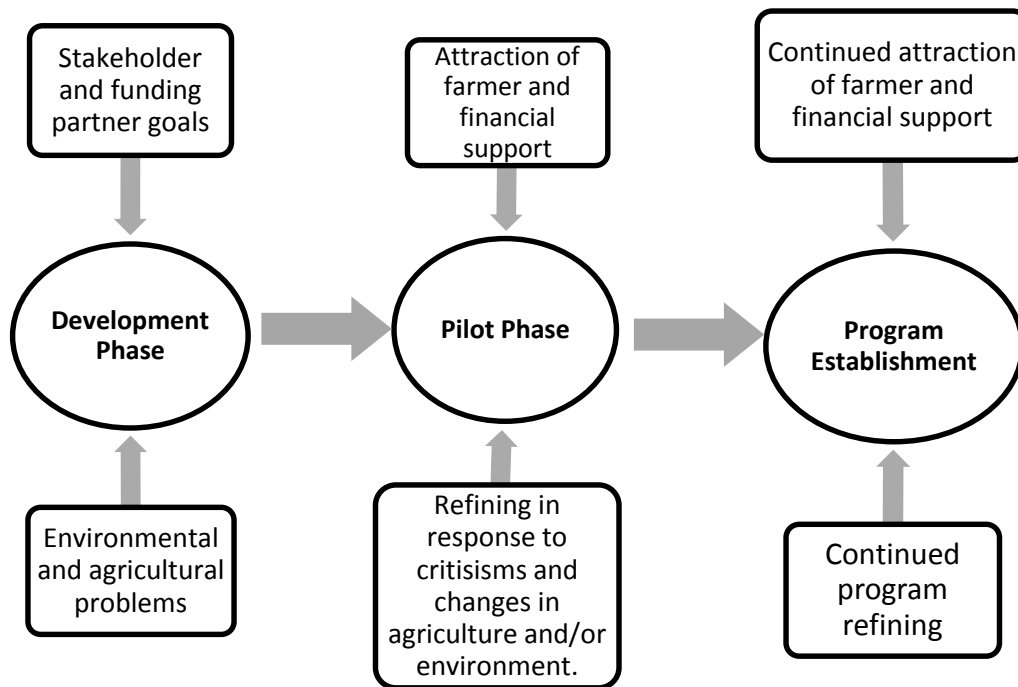 Stakeholder
and funding
partner goals
Attraction of
farmer and
financial
support
Continued attraction
of farmer and
financial support
Development
Phase
Pilot Phase
Program
Establishment
Environmental
and agricultural
problems
Refining in
response to
critisisms and
changes in
agriculture and/or
environment.
Continued
program
refining